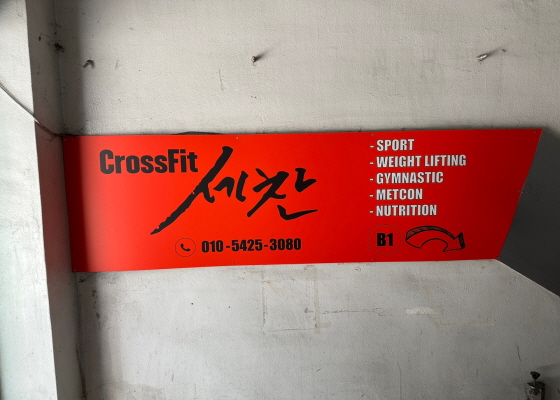 CrossFit 세찬
010-5425-3080
- SPORT
- WEIGHT LIFTING
- GYMNASTIC
- METCON
- NUTRITION
B1